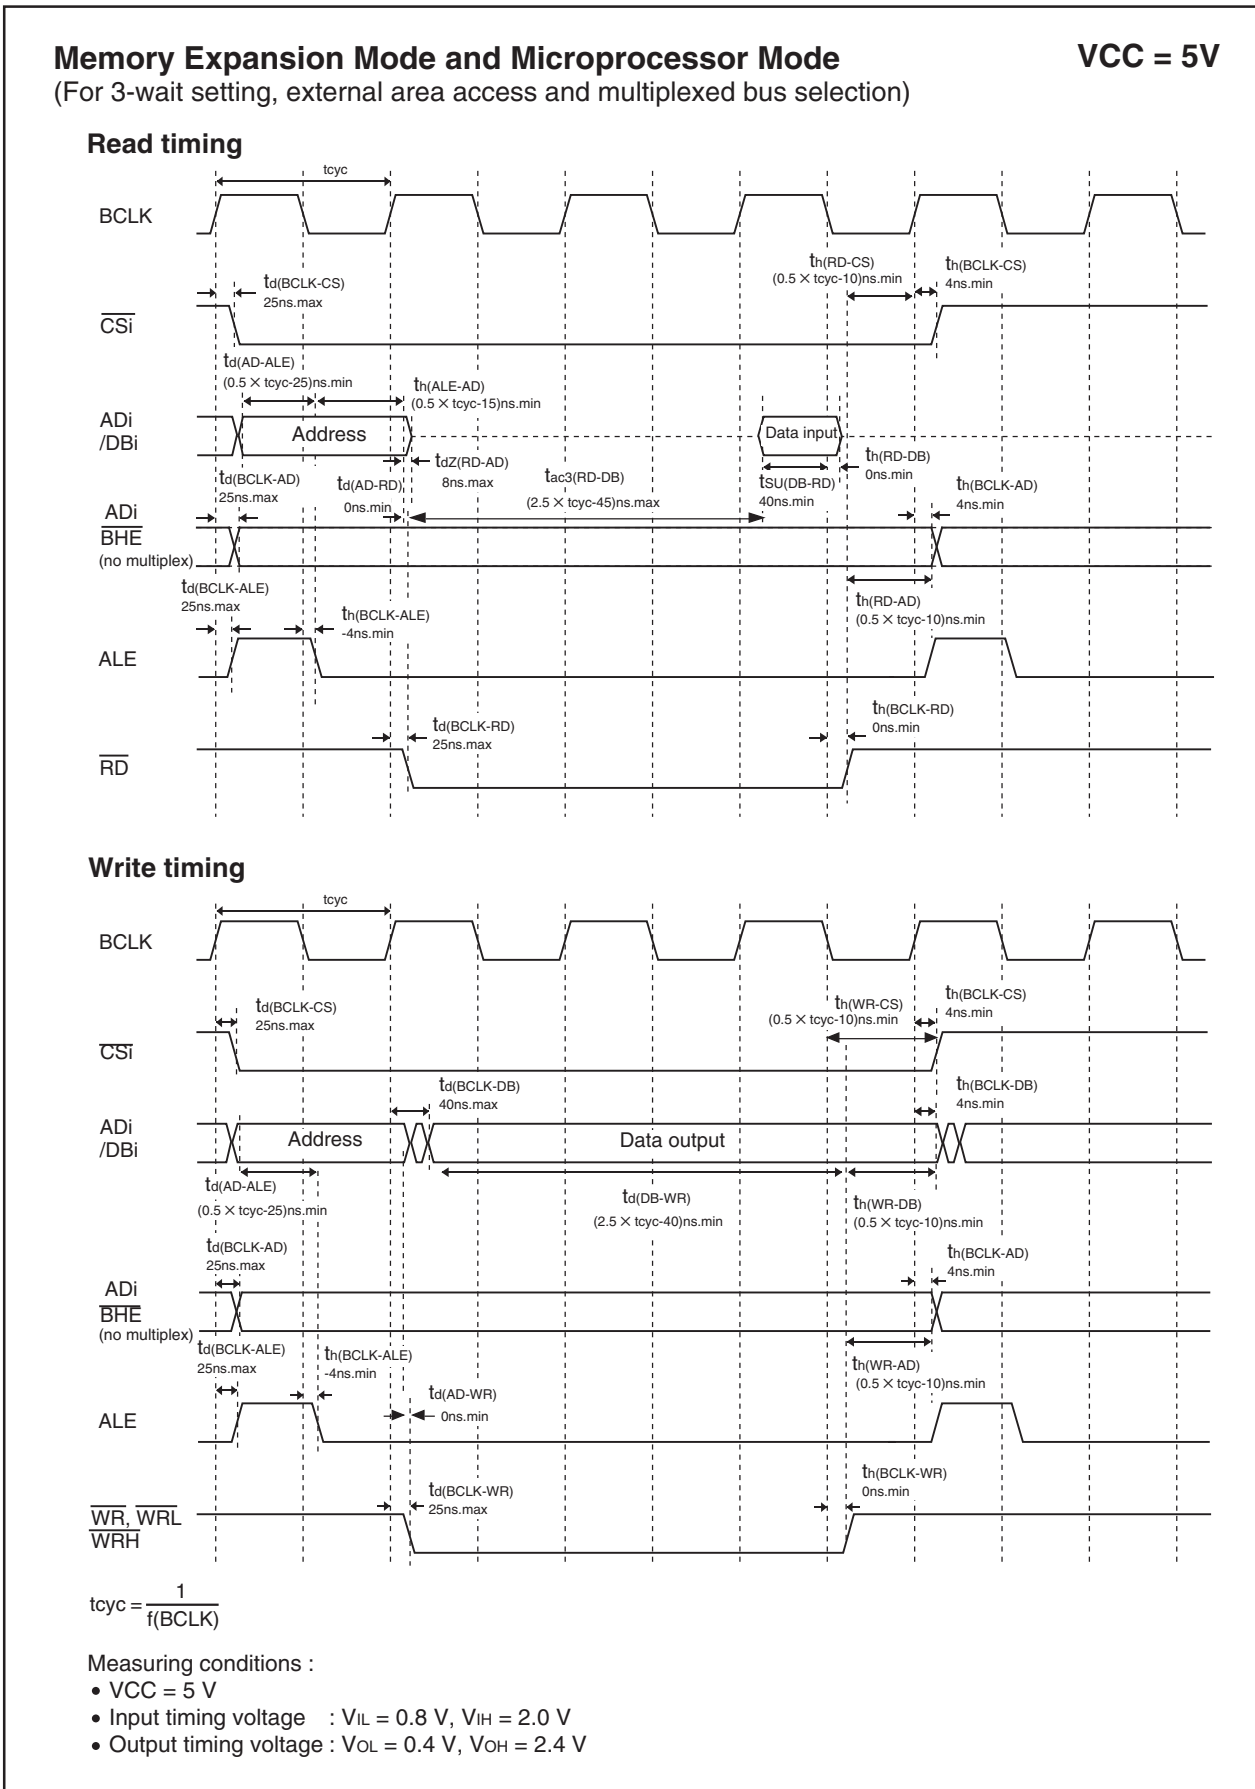 Memory Expansion Mode and Microprocessor Mode
VCC = 5V
(For 3-wait setting, external area access and multiplexed bus selection)
Read timing
tcyc
BCLK
th(RD-CS)
(0.5 × tcyc-10)ns.min
th(BCLK-CS)
4ns.min
td(BCLK-CS)
25ns.max
CSi
td(AD-ALE)
(0.5 × tcyc-25)ns.min
th(ALE-AD)
(0.5 × tcyc-15)ns.min
ADi
/DBi
Address
Data input
td(BCLK-AD)
25ns.max
td(AD-RD)
0ns.min
tdZ(RD-AD)
8ns.max
tac3(RD-DB)
(2.5 × tcyc-45)ns.max
tSU(DB-RD)
40ns.min
th(RD-DB)
0ns.min
th(BCLK-AD)
4ns.min
ADi
BHE
(no multiplex)
td(BCLK-ALE)
25ns.max
th(BCLK-ALE)
-4ns.min
th(RD-AD)
(0.5 × tcyc-10)ns.min
ALE
td(BCLK-RD)
25ns.max
th(BCLK-RD)
0ns.min
RD
Write timing
tcyc
BCLK
td(BCLK-CS)
25ns.max
th(WR-CS)
(0.5 × tcyc-10)ns.min
th(BCLK-CS)
4ns.min
CSi
td(BCLK-DB)
40ns.max
th(BCLK-DB)
4ns.min
ADi
/DBi
Address
Data output
td(AD-ALE)
(0.5 × tcyc-25)ns.min
td(DB-WR)
(2.5 × tcyc-40)ns.min
th(WR-DB)
(0.5 × tcyc-10)ns.min
td(BCLK-AD)
25ns.max
th(BCLK-AD)
4ns.min
ADi
BHE
(no multiplex)
td(BCLK-ALE)
25ns.max
th(BCLK-ALE)
-4ns.min
th(WR-AD)
(0.5 × tcyc-10)ns.min
td(AD-WR)
0ns.min
ALE
td(BCLK-WR)
25ns.max
th(BCLK-WR)
0ns.min
WR, WRL
WRH
tcyc = 1
f(BCLK)
Measuring conditions :
• VCC = 5 V
• Input timing voltage : VIL = 0.8 V, VIH = 2.0 V
• Output timing voltage : VOL = 0.4 V, VOH = 2.4 V